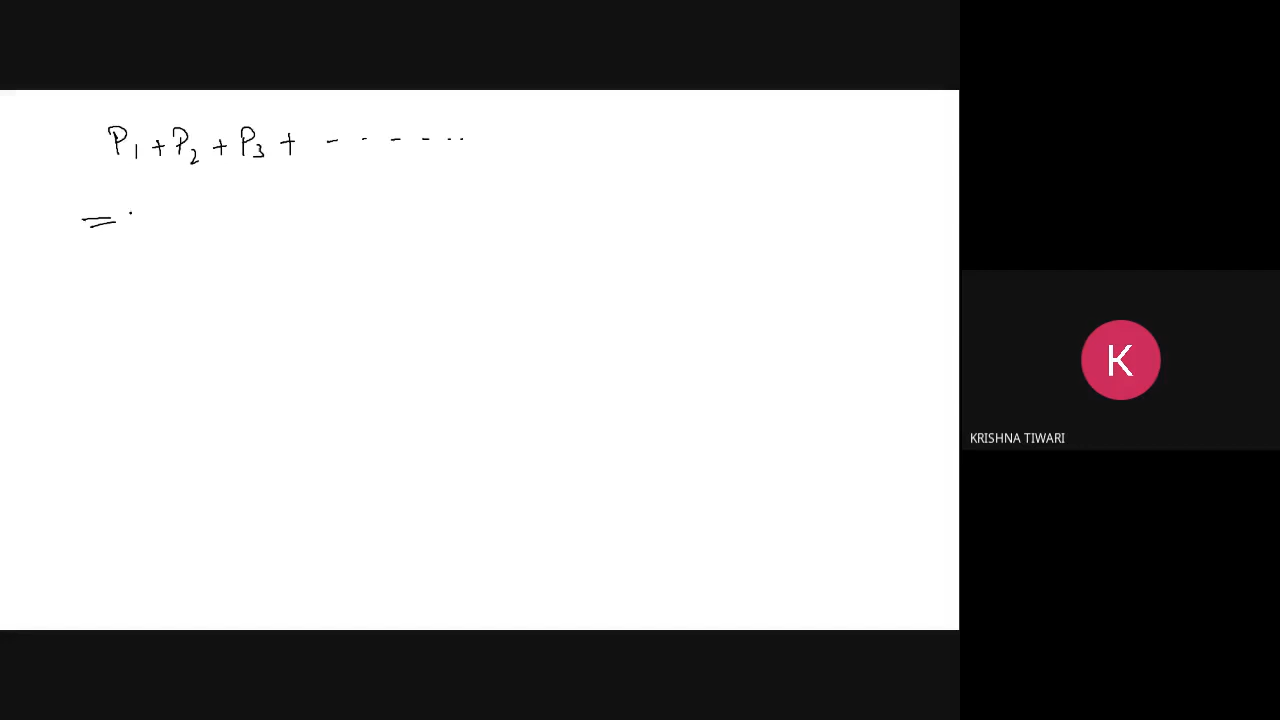 P₁ + P₂ + P₃ + - - - - - - -
=
K
KRISHNA TIWARI